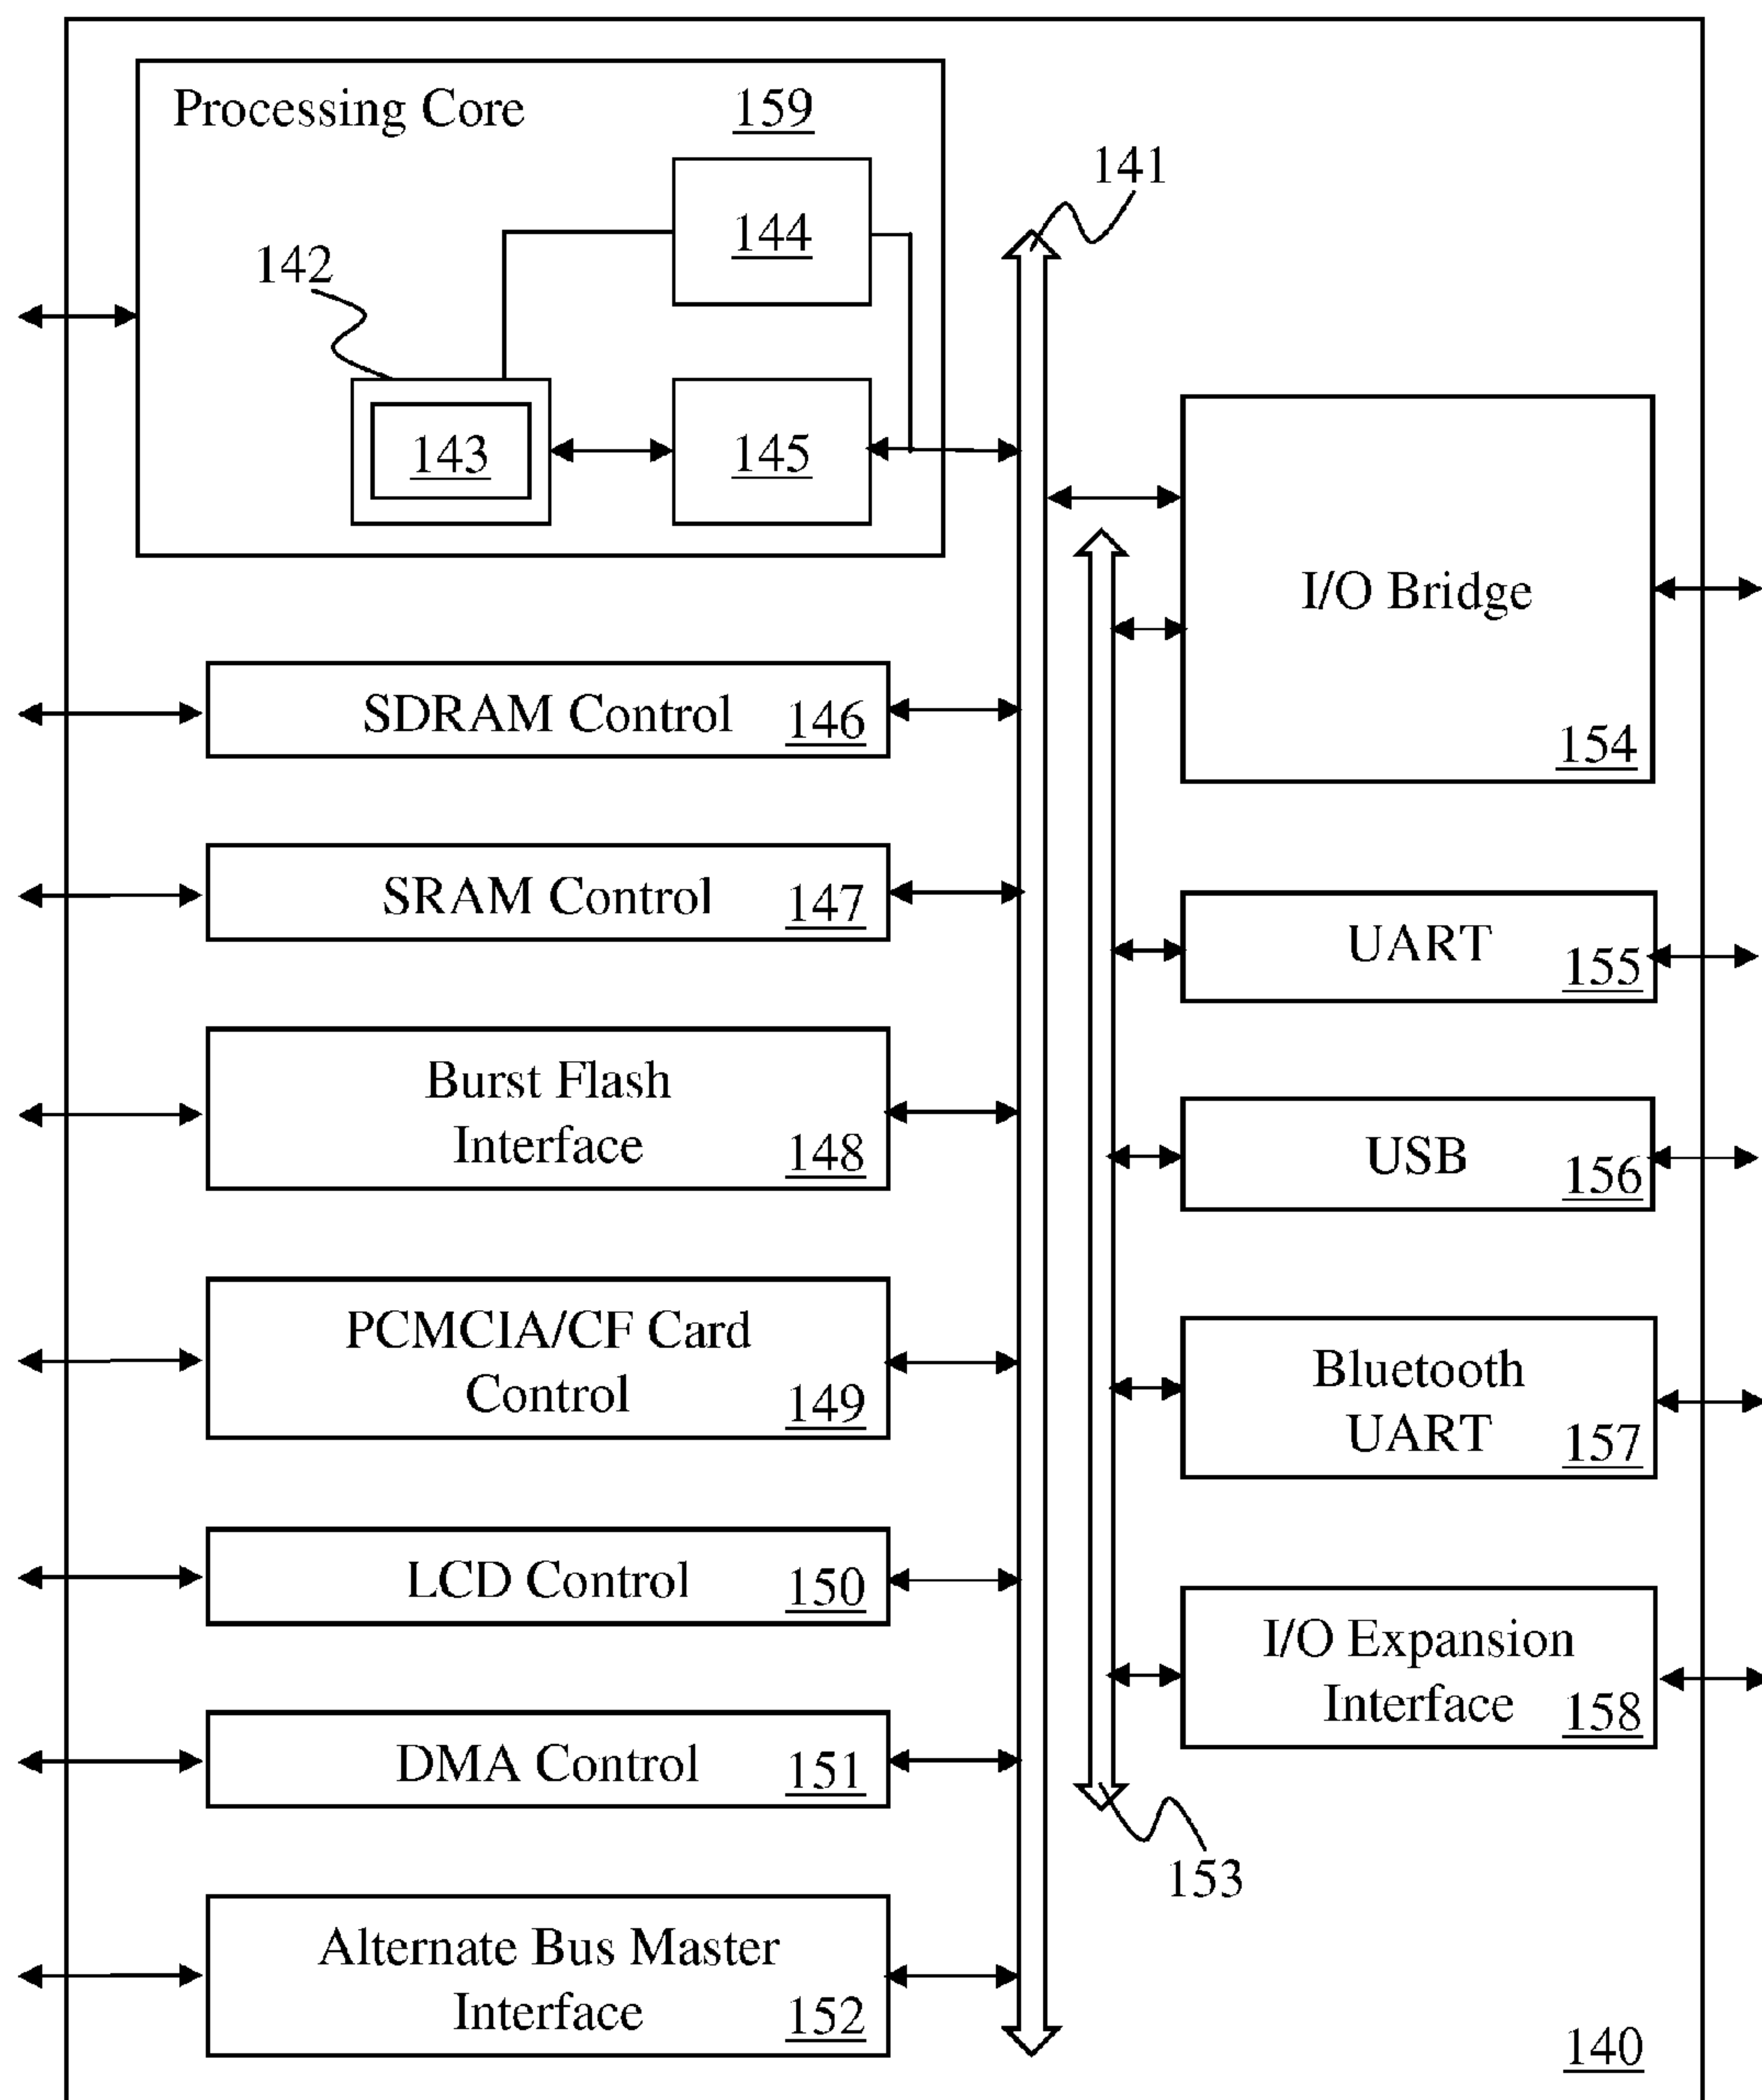 Processing Core 159
141
144
142
143
145
I/O Bridge
154
SDRAM Control 146
SRAM Control 147
UART 155
Burst Flash
Interface 148
USB 156
PCMCIA/CF Card
Control 149
Bluetooth
UART 157
LCD Control 150
I/O Expansion
Interface 158
DMA Control 151
153
Alternate Bus Master
Interface 152
140